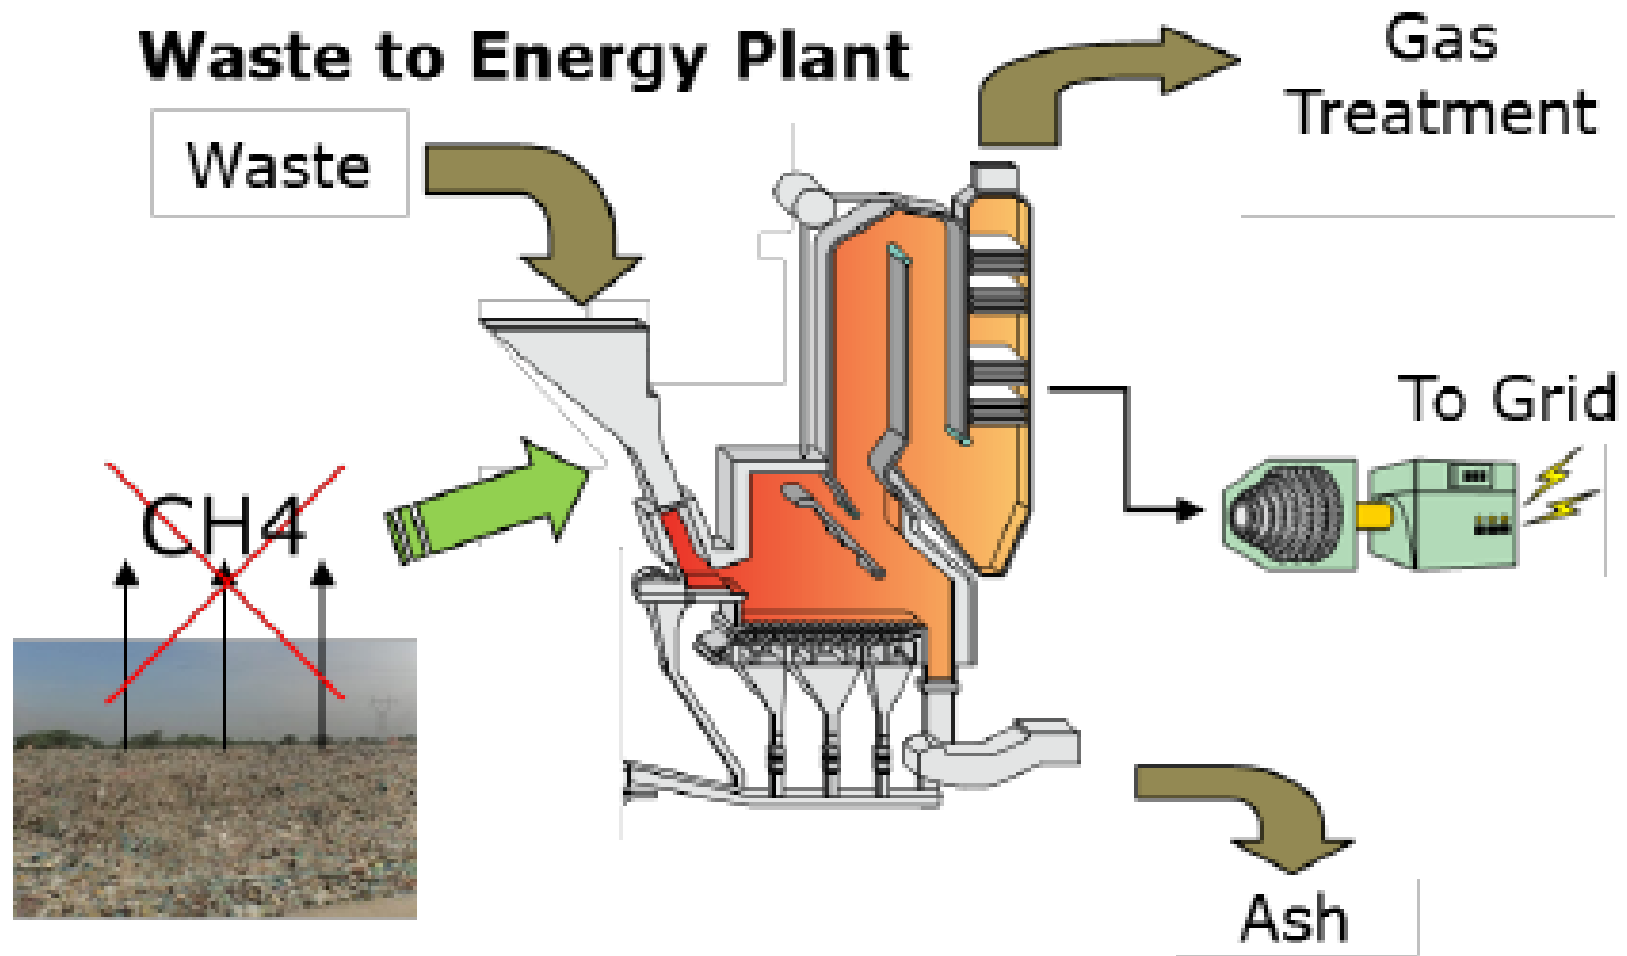 Waste to Energy Plant
Gas
Treatment
Waste
To Grid
CH4
Ash